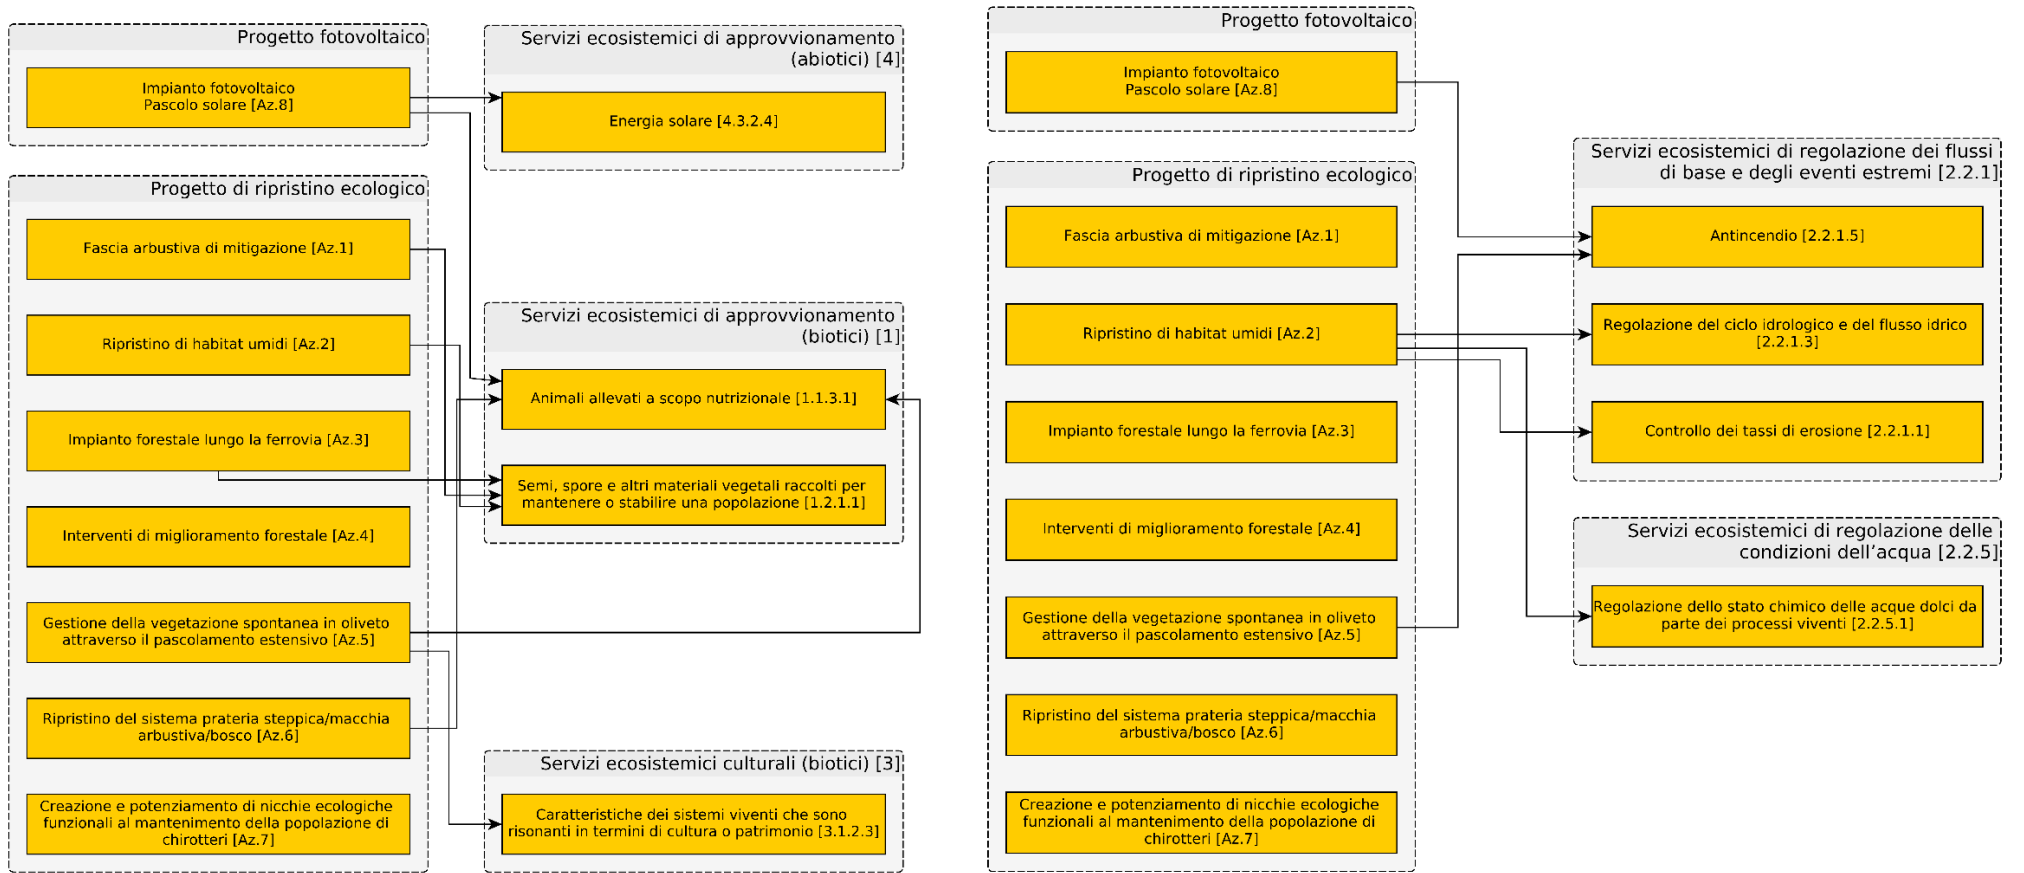 Progetto fotovoltaico
Impianto fotovoltaico
Pascolo solare [Az.8]
Progetto di ripristino ecologico
Fascia arbustiva di mitigazione [Az.1]
Ripristino di habitat umidi [Az.2]
Impianto forestale lungo la ferrovia [Az.3]
Interventi di miglioramento forestale [Az.4]
Gestione della vegetazione spontanea in oliveto
attraverso il pascolamento estensivo [Az.5]
Ripristino del sistema prateria steppica/macchia
arbustiva/bosco [Az.6]
Creazione e potenziamento di nicchie ecologiche
funzionali al mantenimento della popolazione di
chirotteri [Az.7]
Servizi ecosistemici di approvvionamento
(abiotici) [4]
Energia solare [4.3.2.4]
Servizi ecosistemici di approvvionamento
(biotici) [1]
Animali allevati a scopo nutrizionale [1.1.3.1]
Semi, spore e altri materiali vegetali raccolti per
mantenere o stabilire una popolazione [1.2.1.1]
Servizi ecosistemici culturali (biotici) [3]
Caratteristiche dei sistemi viventi che sono
risonanti in termini di cultura o patrimonio [3.1.2.3]
Progetto fotovoltaico
Impianto fotovoltaico
Pascolo solare [Az.8]
Progetto di ripristino ecologico
Fascia arbustiva di mitigazione [Az.1]
Ripristino di habitat umidi [Az.2]
Impianto forestale lungo la ferrovia [Az.3]
Interventi di miglioramento forestale [Az.4]
Gestione della vegetazione spontanea in oliveto
attraverso il pascolamento estensivo [Az.5]
Ripristino del sistema prateria steppica/macchia
arbustiva/bosco [Az.6]
Creazione e potenziamento di nicchie ecologiche
funzionali al mantenimento della popolazione di
chirotteri [Az.7]
Servizi ecosistemici di regolazione dei flussi
di base e degli eventi estremi [2.2.1]
Antincendio [2.2.1.5]
Regolazione del ciclo idrologico e del flusso idrico
[2.2.1.3]
Controllo dei tassi di erosione [2.2.1.1]
Servizi ecosistemici di regolazione delle
condizioni dell’acqua [2.2.5]
Regolazione dello stato chimico delle acque dolci da
parte dei processi viventi [2.2.5.1]